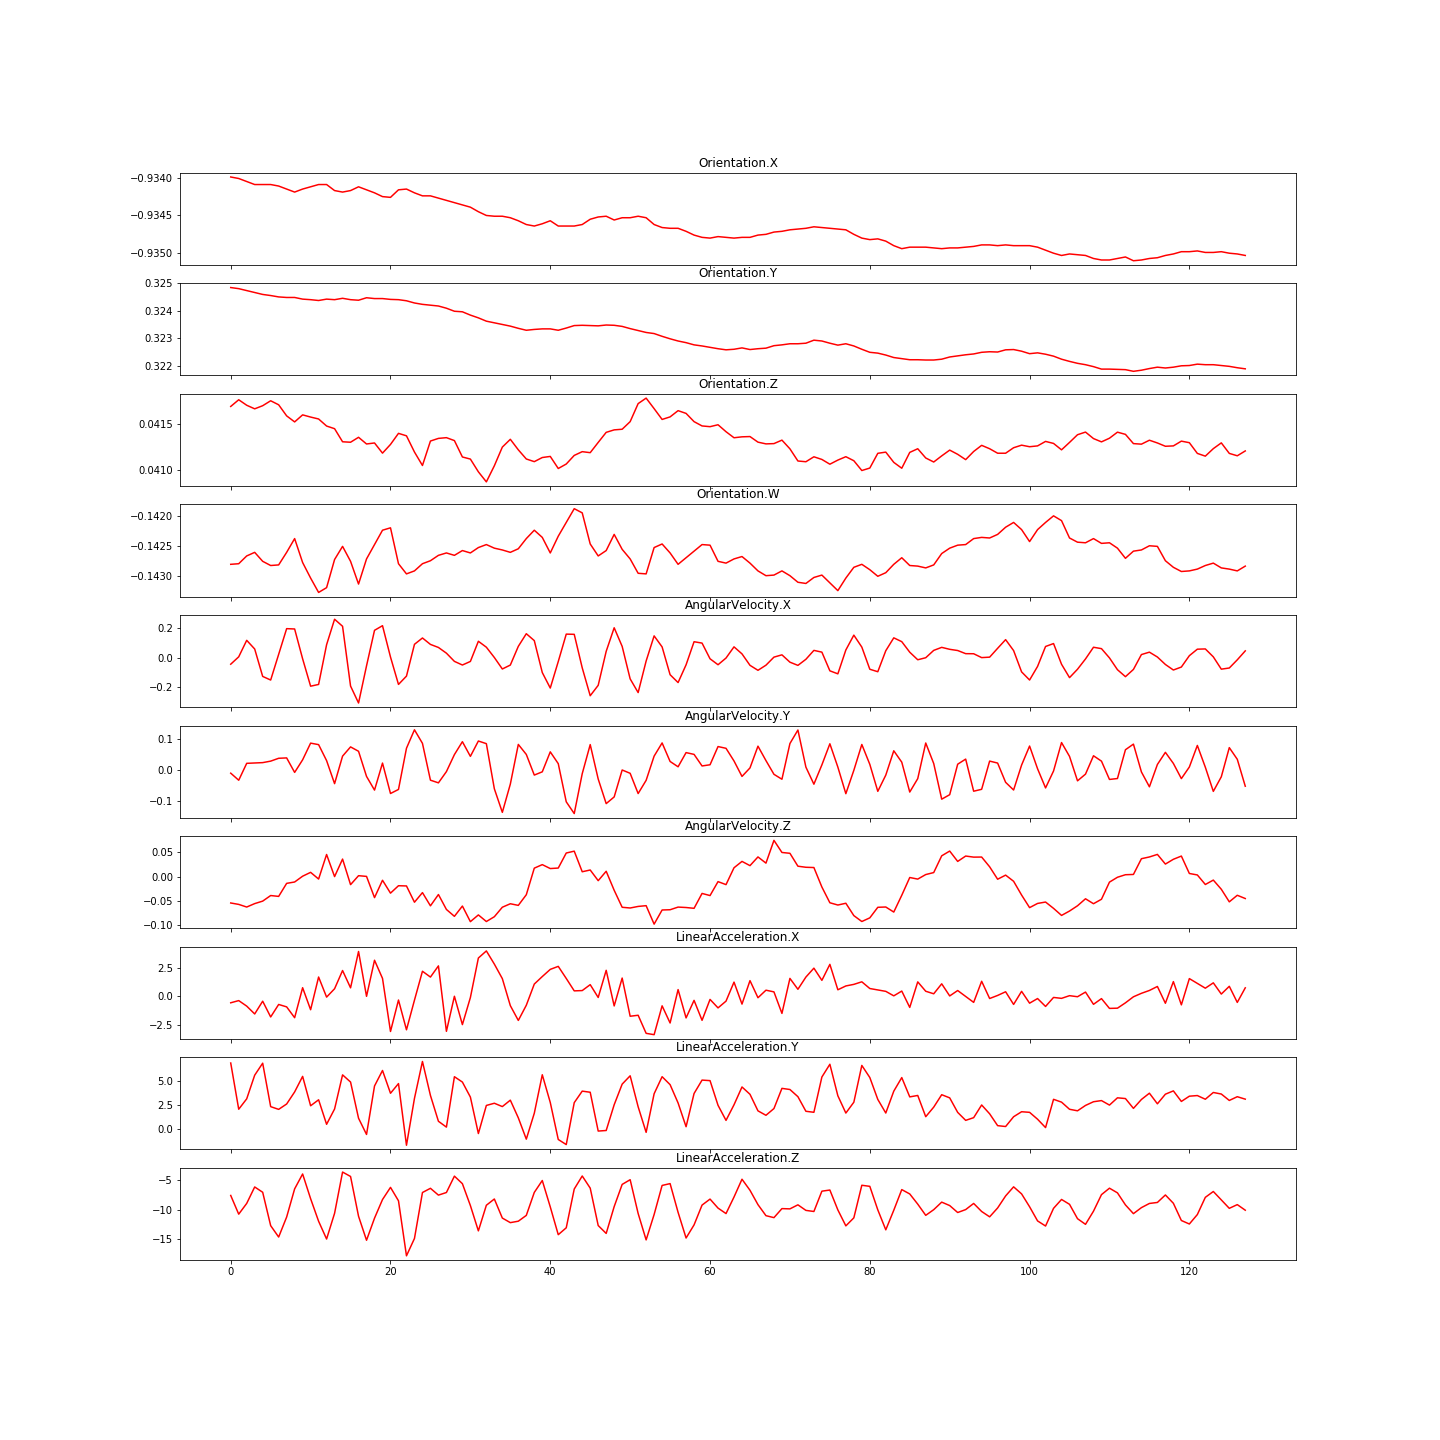 Orientation.X
−0.9340
−0.9345
−0.9350
Orientation.Y
0.325
0.324
0.323
0.322
Orientation.Z
0.0415
0.0410
Orientation.W
−0.1420
−0.1425
−0.1430
AngularVelocity.X
0.2
0.0
−0.2
AngularVelocity.Y
0.1
0.0
−0.1
AngularVelocity.Z
0.05
0.00
−0.05
−0.10
LinearAcceleration.X
2.5
0.0
−2.5
LinearAcceleration.Y
5.0
2.5
0.0
LinearAcceleration.Z
−5
−10
−15
0 20 40 60 80 100 120